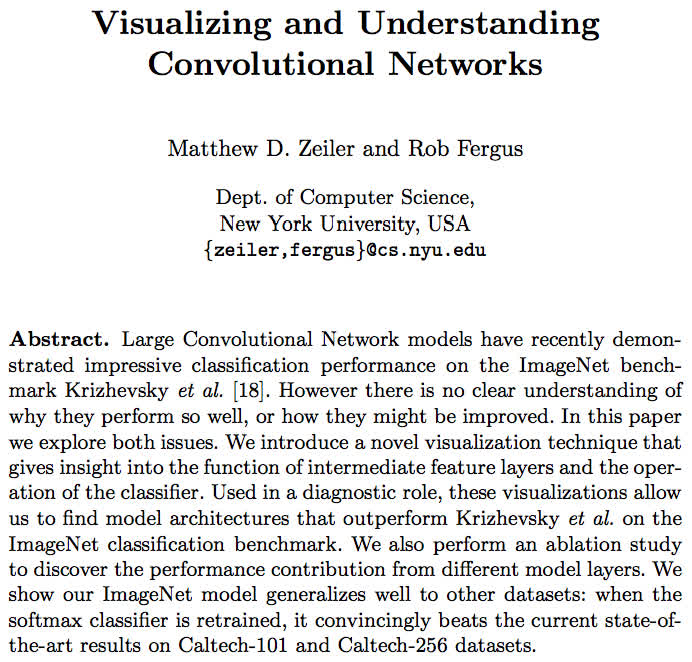 Visualizing and Understanding
Convolutional Networks
Matthew D. Zeiler and Rob Fergus
Dept. of Computer Science,
New York University, USA
{zeiler,fergus}@cs.nyu.edu
Abstract. Large Convolutional Network models have recently demon-
strated impressive classification performance on the ImageNet bench-
mark Krizhevsky et al. [18]. However there is no clear understanding of
why they perform so well, or how they might be improved. In this paper
we explore both issues. We introduce a novel visualization technique that
gives insight into the function of intermediate feature layers and the oper-
ation of the classifier. Used in a diagnostic role, these visualizations allow
us to find model architectures that outperform Krizhevsky et al. on the
ImageNet classification benchmark. We also perform an ablation study
to discover the performance contribution from different model layers. We
show our ImageNet model generalizes well to other datasets: when the
softmax classifier is retrained, it convincingly beats the current state-of-
the-art results on Caltech-101 and Caltech-256 datasets.